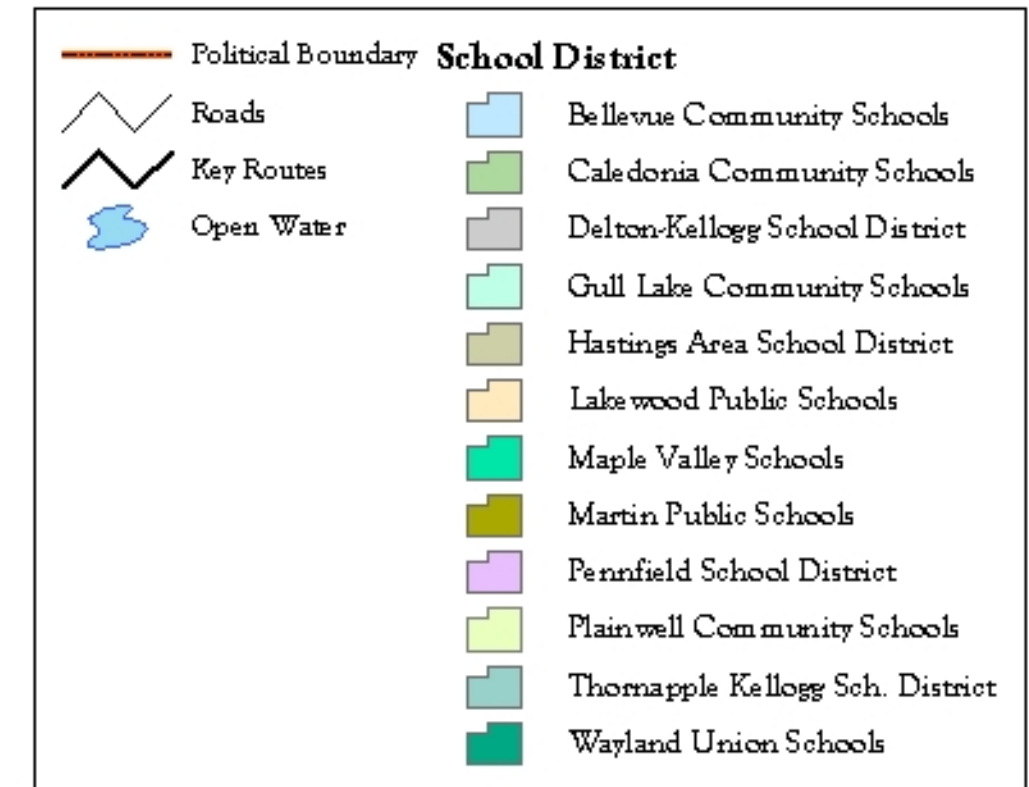 Political Boundary
Roads
Key Routes
Open Water
School District
Bellevue Community Schools
Caledonia Community Schools
Delton-Kellogg School District
Gull Lake Community Schools
Hastings Area School District
Lakewood Public Schools
Maple Valley Schools
Martin Public Schools
Pennfield School District
Plainwell Community Schools
Thornapple Kellogg Sch. District
Wayland Union Schools